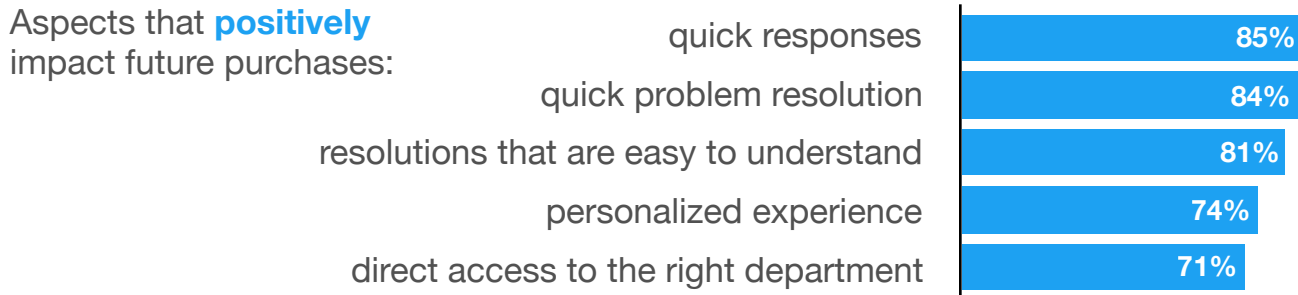 Aspects that positively
impact future purchases:
quick responses 85%
quick problem resolution 84%
resolutions that are easy to understand 81%
personalized experience 74%
direct access to the right department 71%